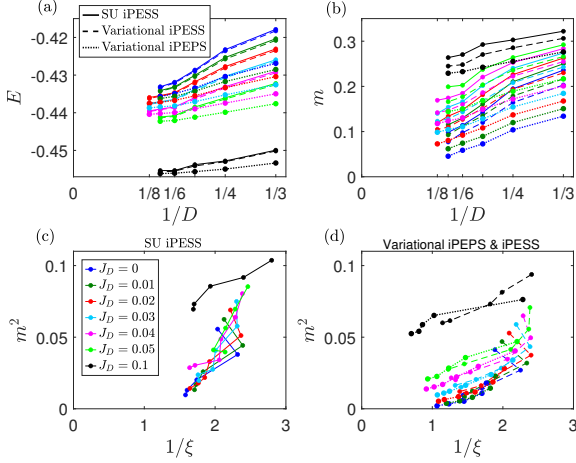 (a)
SU iPESS
Variational iPESS
Variational iPEPS
-0.42
-0.43
-0.44
-0.45
E
0 1/8 1/6 1/4 1/3
1/D
(b)
0.3
0.2
0.1
0
m
0 1/8 1/6 1/4 1/3
1/D
(c) SU iPESS
J_D = 0
J_D = 0.01
J_D = 0.02
J_D = 0.03
J_D = 0.04
J_D = 0.05
J_D = 0.1
0.1
0.05
0
m²
0 1 2 3
1/ξ
(d) Variational iPEPS & iPESS
0.1
0.05
0
m²
0 1 2 3
1/ξ